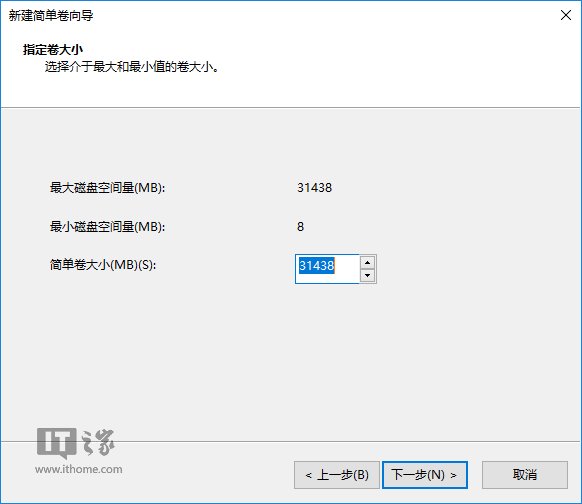 新建简单卷向导
指定卷大小
选择介于最大和最小值的卷大小。
最大磁盘空间量(MB): 31438
最小磁盘空间量(MB): 8
简单卷大小(MB)(S): 31438
IT之家
www.ithome.com
< 上一步(B) 下一步(N) > 取消